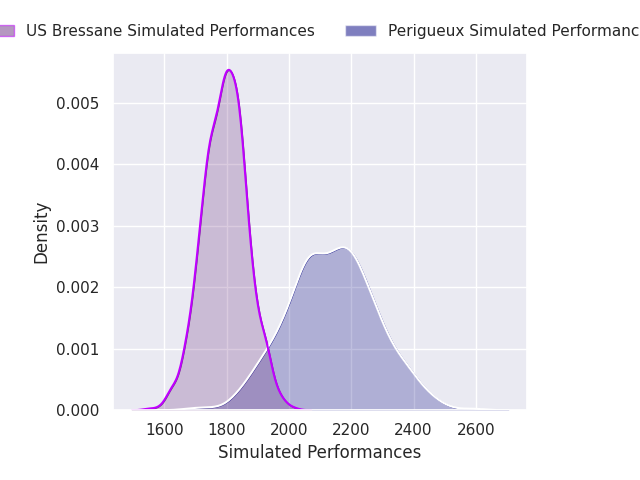 US Bressane Simulated Performances
Perigueux Simulated Performanc
0.005
0.004
0.003
0.002
0.001
0.000
Density
1600 1800 2000 2200 2400 2600
Simulated Performances